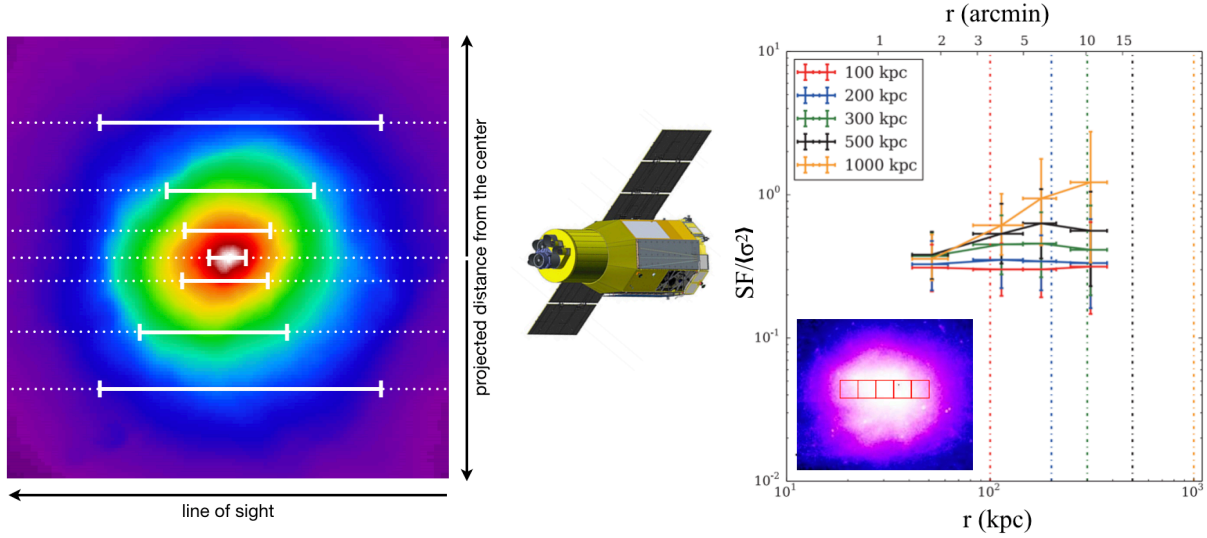 projected distance from the center
line of sight
r (arcmin)
1 2 3 5 10 15
100 kpc
200 kpc
300 kpc
500 kpc
1000 kpc
SF/⟨σ²⟩
10¹
10⁰
10⁻¹
10⁻²
10¹ 10² 10³
r (kpc)